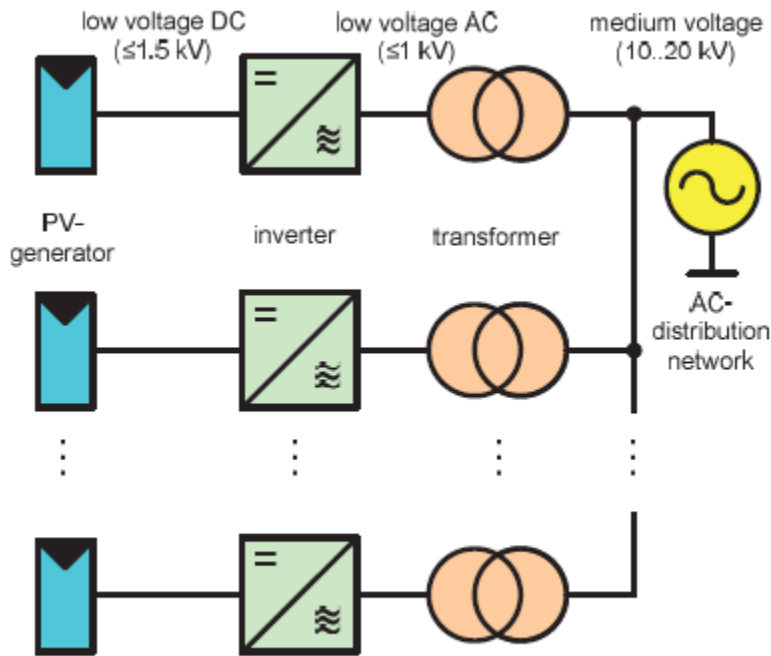 low voltage DC
(≤1.5 kV)
low voltage AC
(≤1 kV)
medium voltage
(10..20 kV)
PV-
generator
inverter
transformer
AC-
distribution
network